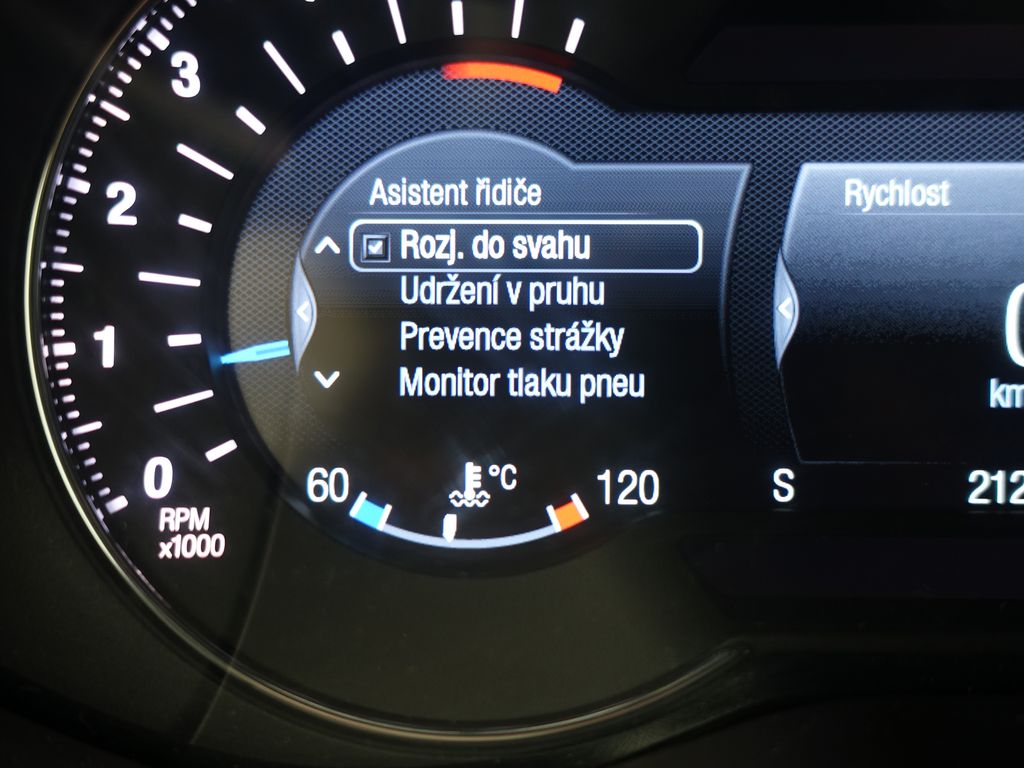 3
2
1
0
RPM
x1000
Asistent řidiče
Rozj. do svahu
Udržení v pruhu
Prevence strážky
Monitor tlaku pneu
60
°C
120
Rychlost
S